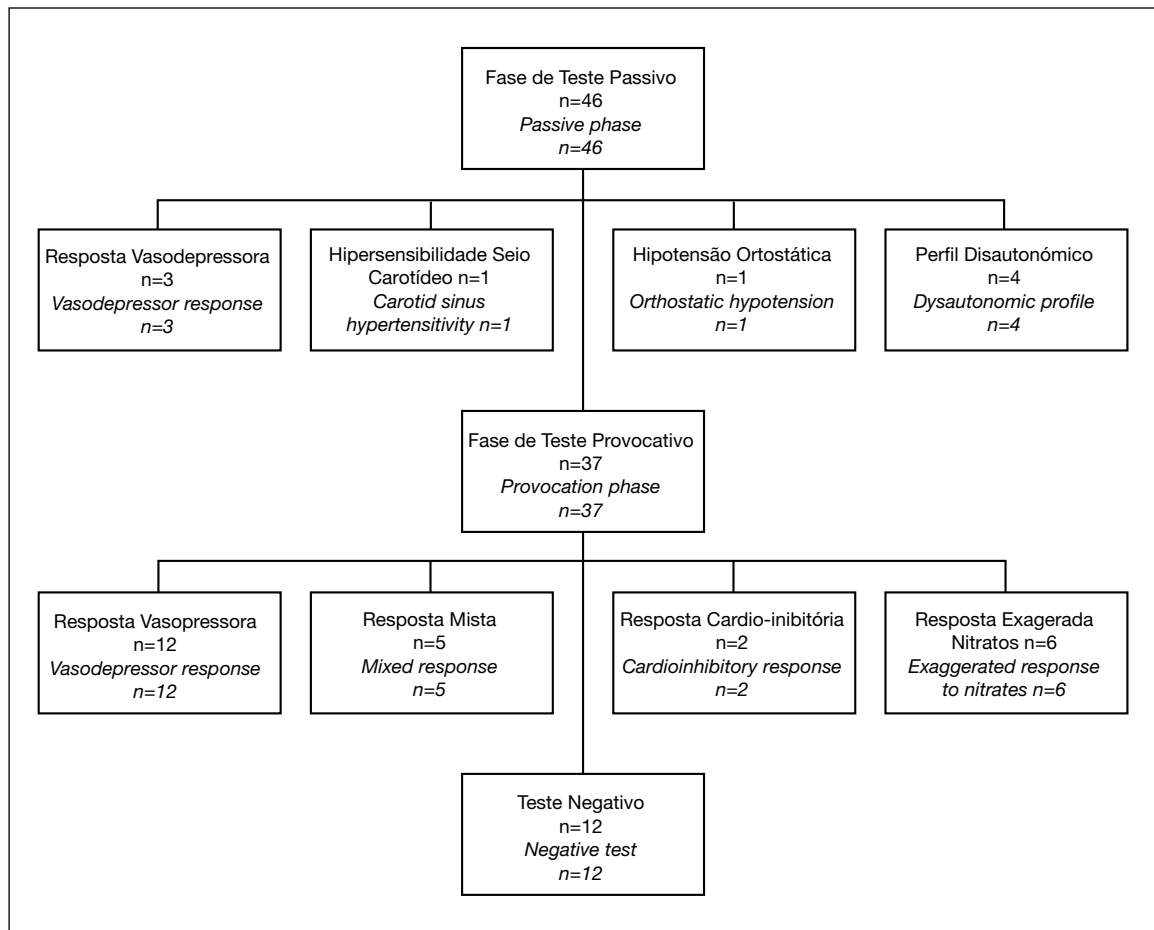 Fase de Teste Passivo
n=46
Passive phase
n=46
Resposta Vasodepressora
n=3
Vasodepressor response
n=3
Hipersensibilidade Seio
Carotídeo n=1
Carotid sinus
hypertensitivity n=1
Hipotensão Ortostática
n=1
Orthostatic hypotension
n=1
Perfil Disautonómico
n=4
Dysautonomic profile
n=4
Fase de Teste Provocativo
n=37
Provocation phase
n=37
Resposta Vasopressora
n=12
Vasodepressor response
n=12
Resposta Mista
n=5
Mixed response
n=5
Resposta Cardio-inibitória
n=2
Cardioinhibitory response
n=2
Resposta Exagerada
Nitratos n=6
Exaggerated response
to nitrates n=6
Teste Negativo
n=12
Negative test
n=12